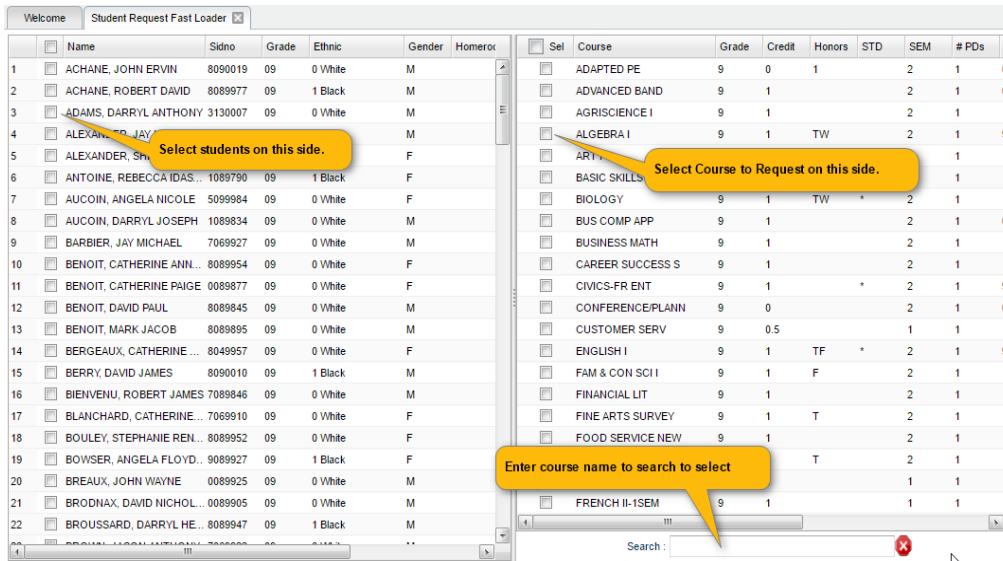 Welcome Student Request Fast Loader
Name Sidno Grade Ethnic Gender Homeroo
Sel Course Grade Credit Honors STD SEM # PDs
1 ACHANE, JOHN ERVIN 8090019 09 0 White M
ADAPTED PE 9 0 1 2 1
2 ACHANE, ROBERT DAVID 8089977 09 1 Black M
ADVANCED BAND 9 1 2 1
3 ADAMS, DARRYL ANTHONY 3130007 09 0 White M
AGRISCIENCE I 9 1 2 1
4 ALEXANDER, JAY M
ALGEBRA I 9 1 TW 2 1
Select students on this side.
5 ALEXANDER, F
ART 1
Select Course to Request on this side.
6 ANTOINE, REBECCA IDAS... 1089790 09 1 Black F
BASIC SKILLS 1
7 AUCOIN, ANGELA NICOLE 5099984 09 0 White F
BIOLOGY 9 1 TW * 2 1
8 AUCOIN, DARRYL JOSEPH 1089834 09 0 White M
BUS COMP APP 9 1 2 1
9 BARBIER, JAY MICHAEL 7069927 09 0 White M
BUSINESS MATH 9 1 2 1
10 BENOIT, CATHERINE ANN... 8089954 09 0 White F
CAREER SUCCESS S 9 1 2 1
11 BENOIT, CATHERINE PAIGE 0089877 09 0 White F
CIVICS-FR ENT 9 1 * 2 1
12 BENOIT, DAVID PAUL 8089845 09 0 White M
CONFERENCE/PLANN 9 0 2 1
13 BENOIT, MARK JACOB 8089895 09 0 White M
CUSTOMER SERV 9 0.5 1 1
14 BERGEAUX, CATHERINE ... 8049957 09 0 White F
ENGLISH I 9 1 TF * 2 1
15 BERRY, DAVID JAMES 8090010 09 1 Black M
FAM & CON SCI I 9 1 F 2 1
16 BIENVENU, ROBERT JAMES 7089846 09 0 White M
FINANCIAL LIT 9 1 2 1
17 BLANCHARD, CATHERINE... 7069910 09 0 White F
FINE ARTS SURVEY 9 1 T 2 1
18 BOULEY, STEPHANIE REN... 8089952 09 0 White F
FOOD SERVICE NEW 9 1 2 1
19 BOWSER, ANGELA FLOYD... 9089927 09 1 Black F
T 2 1
Enter course name to search to select
20 BREAUX, JOHN WAYNE 0089925 09 0 White M
1 1
21 BRODNAX, DAVID NICHOL... 0089905 09 0 White M
FRENCH II-1SEM 9 1 1 1
22 BROUSSARD, DARRYL HE... 8089947 09 1 Black M
Search :